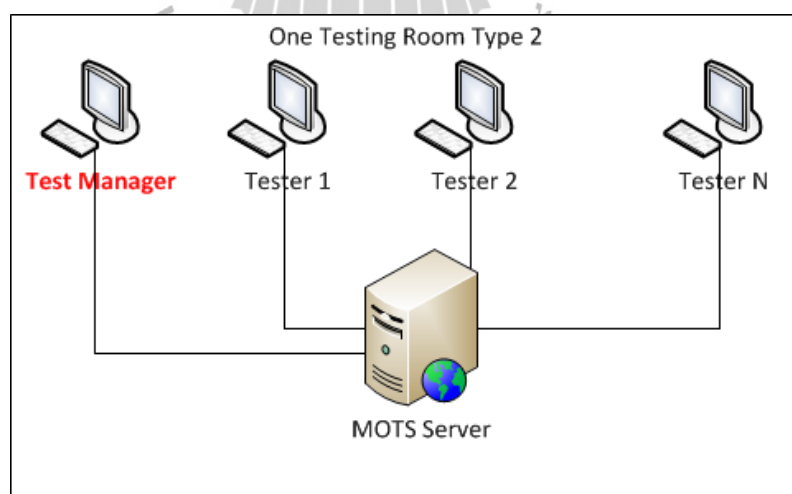 One Testing Room Type 2
Test Manager
Tester 1
Tester 2
Tester N
MOTS Server